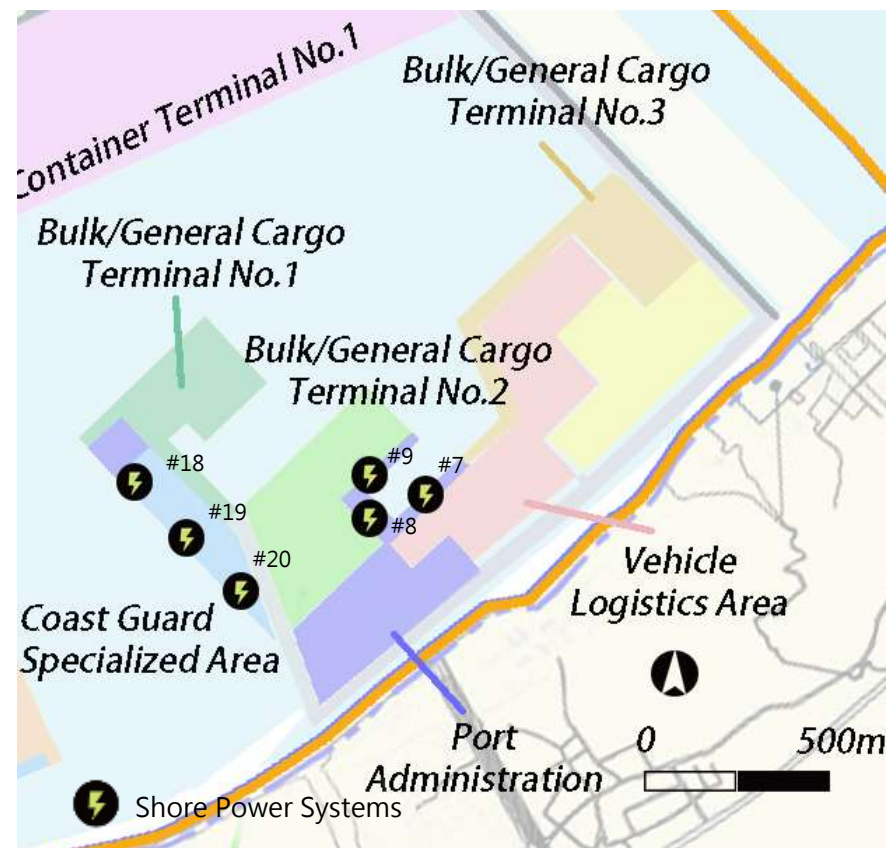 Container Terminal No.1
Bulk/General Cargo
Terminal No.3
Bulk/General Cargo
Terminal No.1
Bulk/General Cargo
Terminal No.2
#18
#9
#7
#19
#8
#20
Coast Guard
Specialized Area
Vehicle
Logistics Area
Port
Administration
0
500m
Shore Power Systems